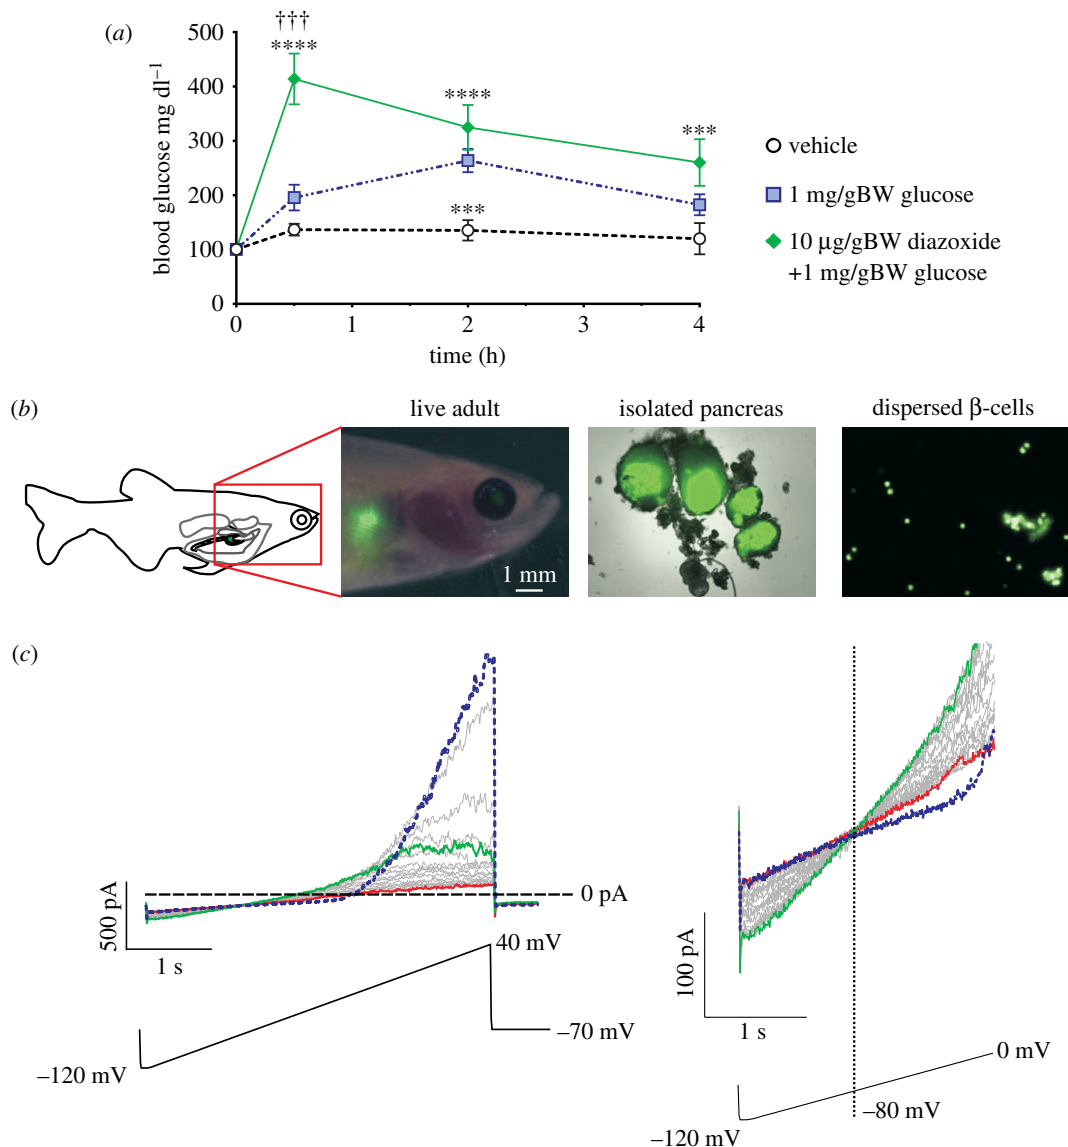 (a)
†††
****
****
***
***
500
400
300
200
100
0
blood glucose mg dl⁻¹
0 1 2 3 4
time (h)
vehicle
1 mg/gBW glucose
10 µg/gBW diazoxide
+1 mg/gBW glucose
(b)
live adult
isolated pancreas
dispersed β-cells
1 mm
(c)
500 pA
1 s
0 pA
40 mV
–70 mV
–120 mV
100 pA
1 s
0 mV
–80 mV
–120 mV